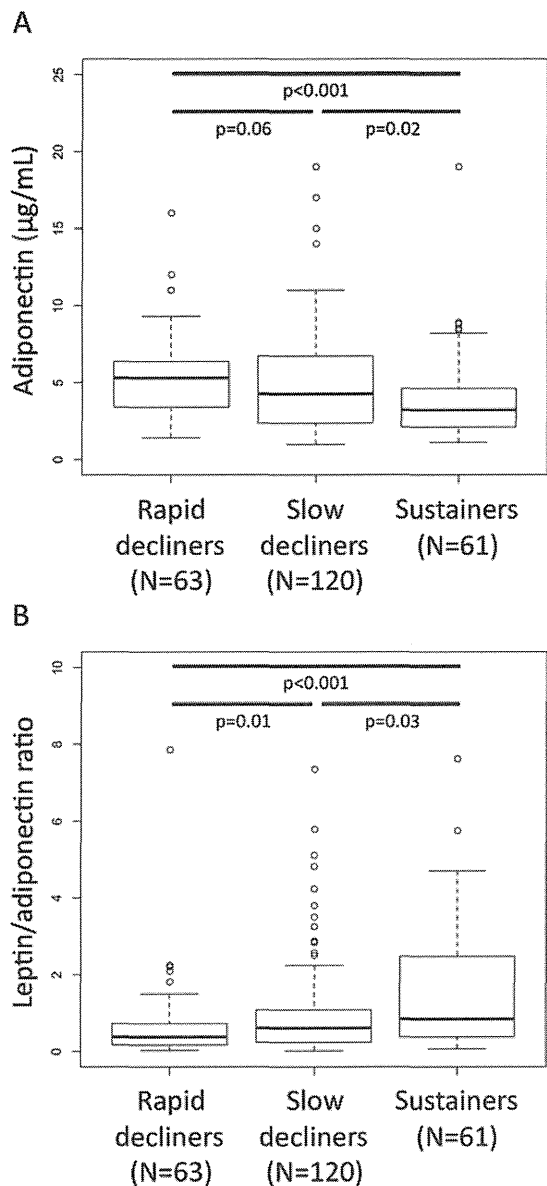 A
p<0.001
p=0.06
p=0.02
Adiponectin (µg/mL)
25
20
15
10
5
0
Rapid decliners (N=63)
Slow decliners (N=120)
Sustainers (N=61)
B
p<0.001
p=0.01
p=0.03
Leptin/adiponectin ratio
10
8
6
4
2
0
Rapid decliners (N=63)
Slow decliners (N=120)
Sustainers (N=61)